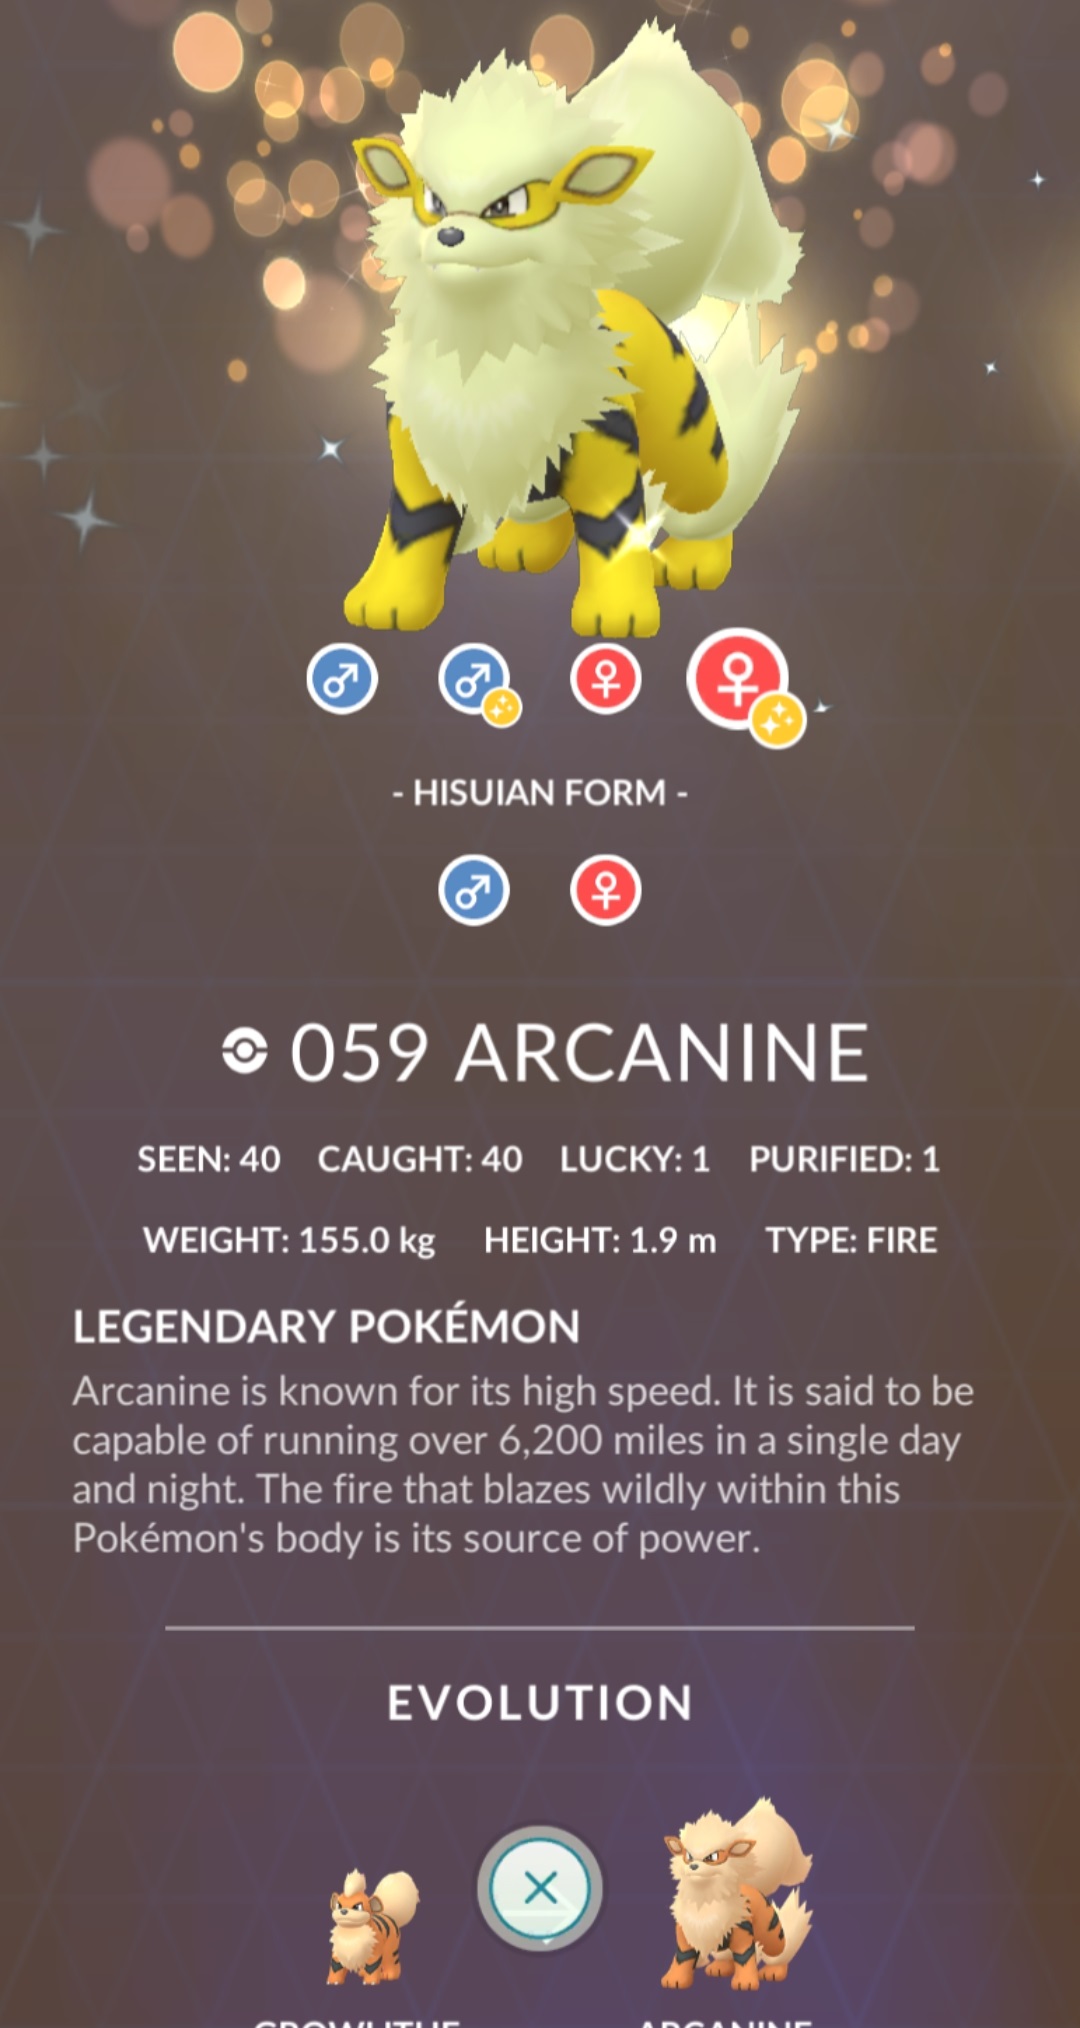 - HISUIAN FORM -
059 ARCANINE
SEEN: 40 CAUGHT: 40 LUCKY: 1 PURIFIED: 1
WEIGHT: 155.0 kg HEIGHT: 1.9 m TYPE: FIRE
LEGENDARY POKÉMON
Arcanine is known for its high speed. It is said to be
capable of running over 6,200 miles in a single day
and night. The fire that blazes wildly within this
Pokémon's body is its source of power.
EVOLUTION
GROWLITHE ARCANINE